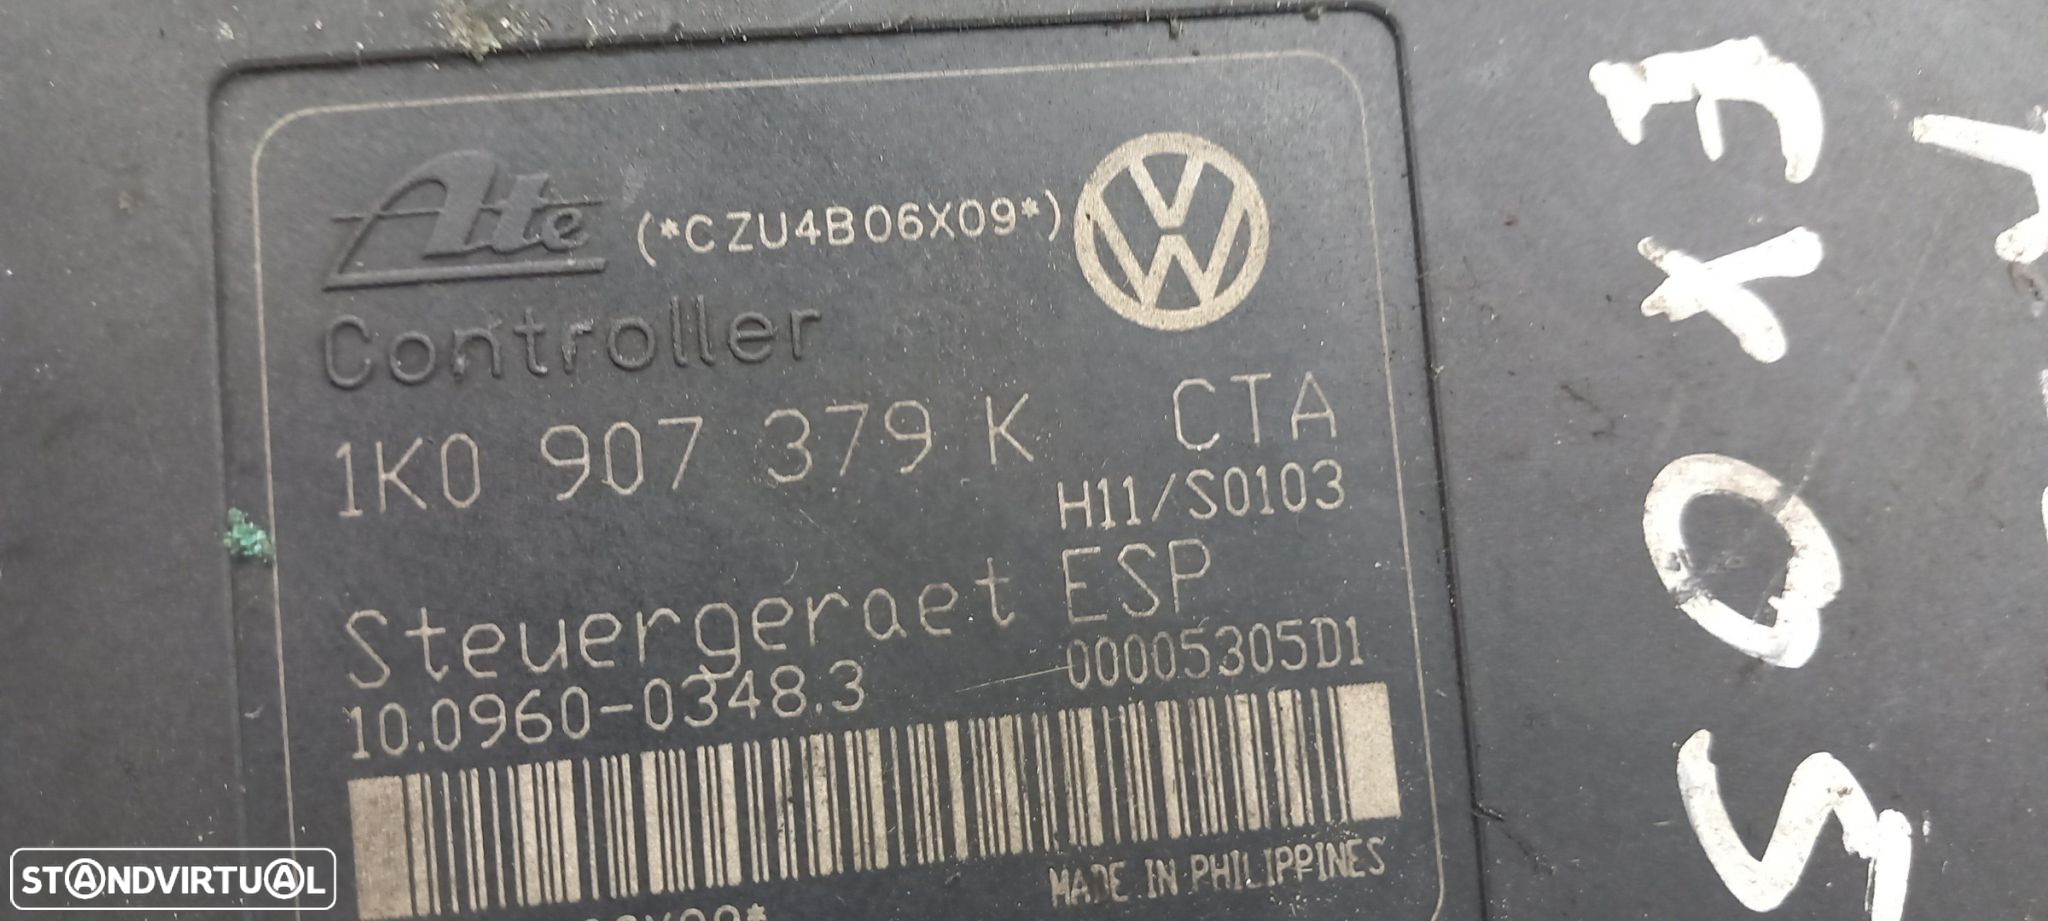 Ate (*CZU4B06X09*)
Controller
1K0 907 379 K CTA
H11/S0103
Steuergeraet ESP
10.0960-0348.3 00005305D1
MADE IN PHILIPPINES
STANDVIRTUAL